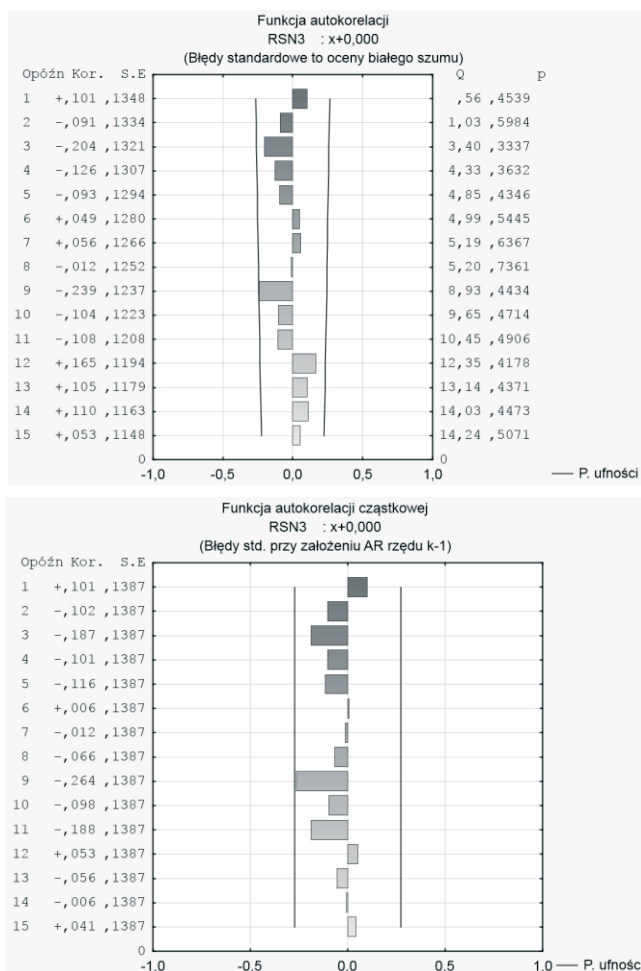 Funkcja autokorelacji
RSN3 : x+0,000
(Błędy standardowe to oceny białego szumu)
Opóźn Kor. S.E Q p
1 +,101 ,1348 ,56 ,4539
2 -,091 ,1334 1,03 ,5984
3 -,204 ,1321 3,40 ,3337
4 -,126 ,1307 4,33 ,3632
5 -,093 ,1294 4,85 ,4346
6 +,049 ,1280 4,99 ,5445
7 +,056 ,1266 5,19 ,6367
8 -,012 ,1252 5,20 ,7361
9 -,239 ,1237 8,93 ,4434
10 -,104 ,1223 9,65 ,4714
11 -,108 ,1208 10,45 ,4906
12 +,165 ,1194 12,35 ,4178
13 +,105 ,1179 13,14 ,4371
14 +,110 ,1163 14,03 ,4473
15 +,053 ,1148 14,24 ,5071
0 0
-1,0 -0,5 0,0 0,5 1,0 P. ufności
Funkcja autokorelacji cząstkowej
RSN3 : x+0,000
(Błędy std. przy założeniu AR rzędu k-1)
Opóźn Kor. S.E
1 +,101 ,1387
2 -,102 ,1387
3 -,187 ,1387
4 -,101 ,1387
5 -,116 ,1387
6 +,006 ,1387
7 -,012 ,1387
8 -,066 ,1387
9 -,264 ,1387
10 -,098 ,1387
11 -,188 ,1387
12 +,053 ,1387
13 -,056 ,1387
14 -,006 ,1387
15 +,041 ,1387
0
-1,0 -0,5 0,0 0,5 1,0 P. ufnośc